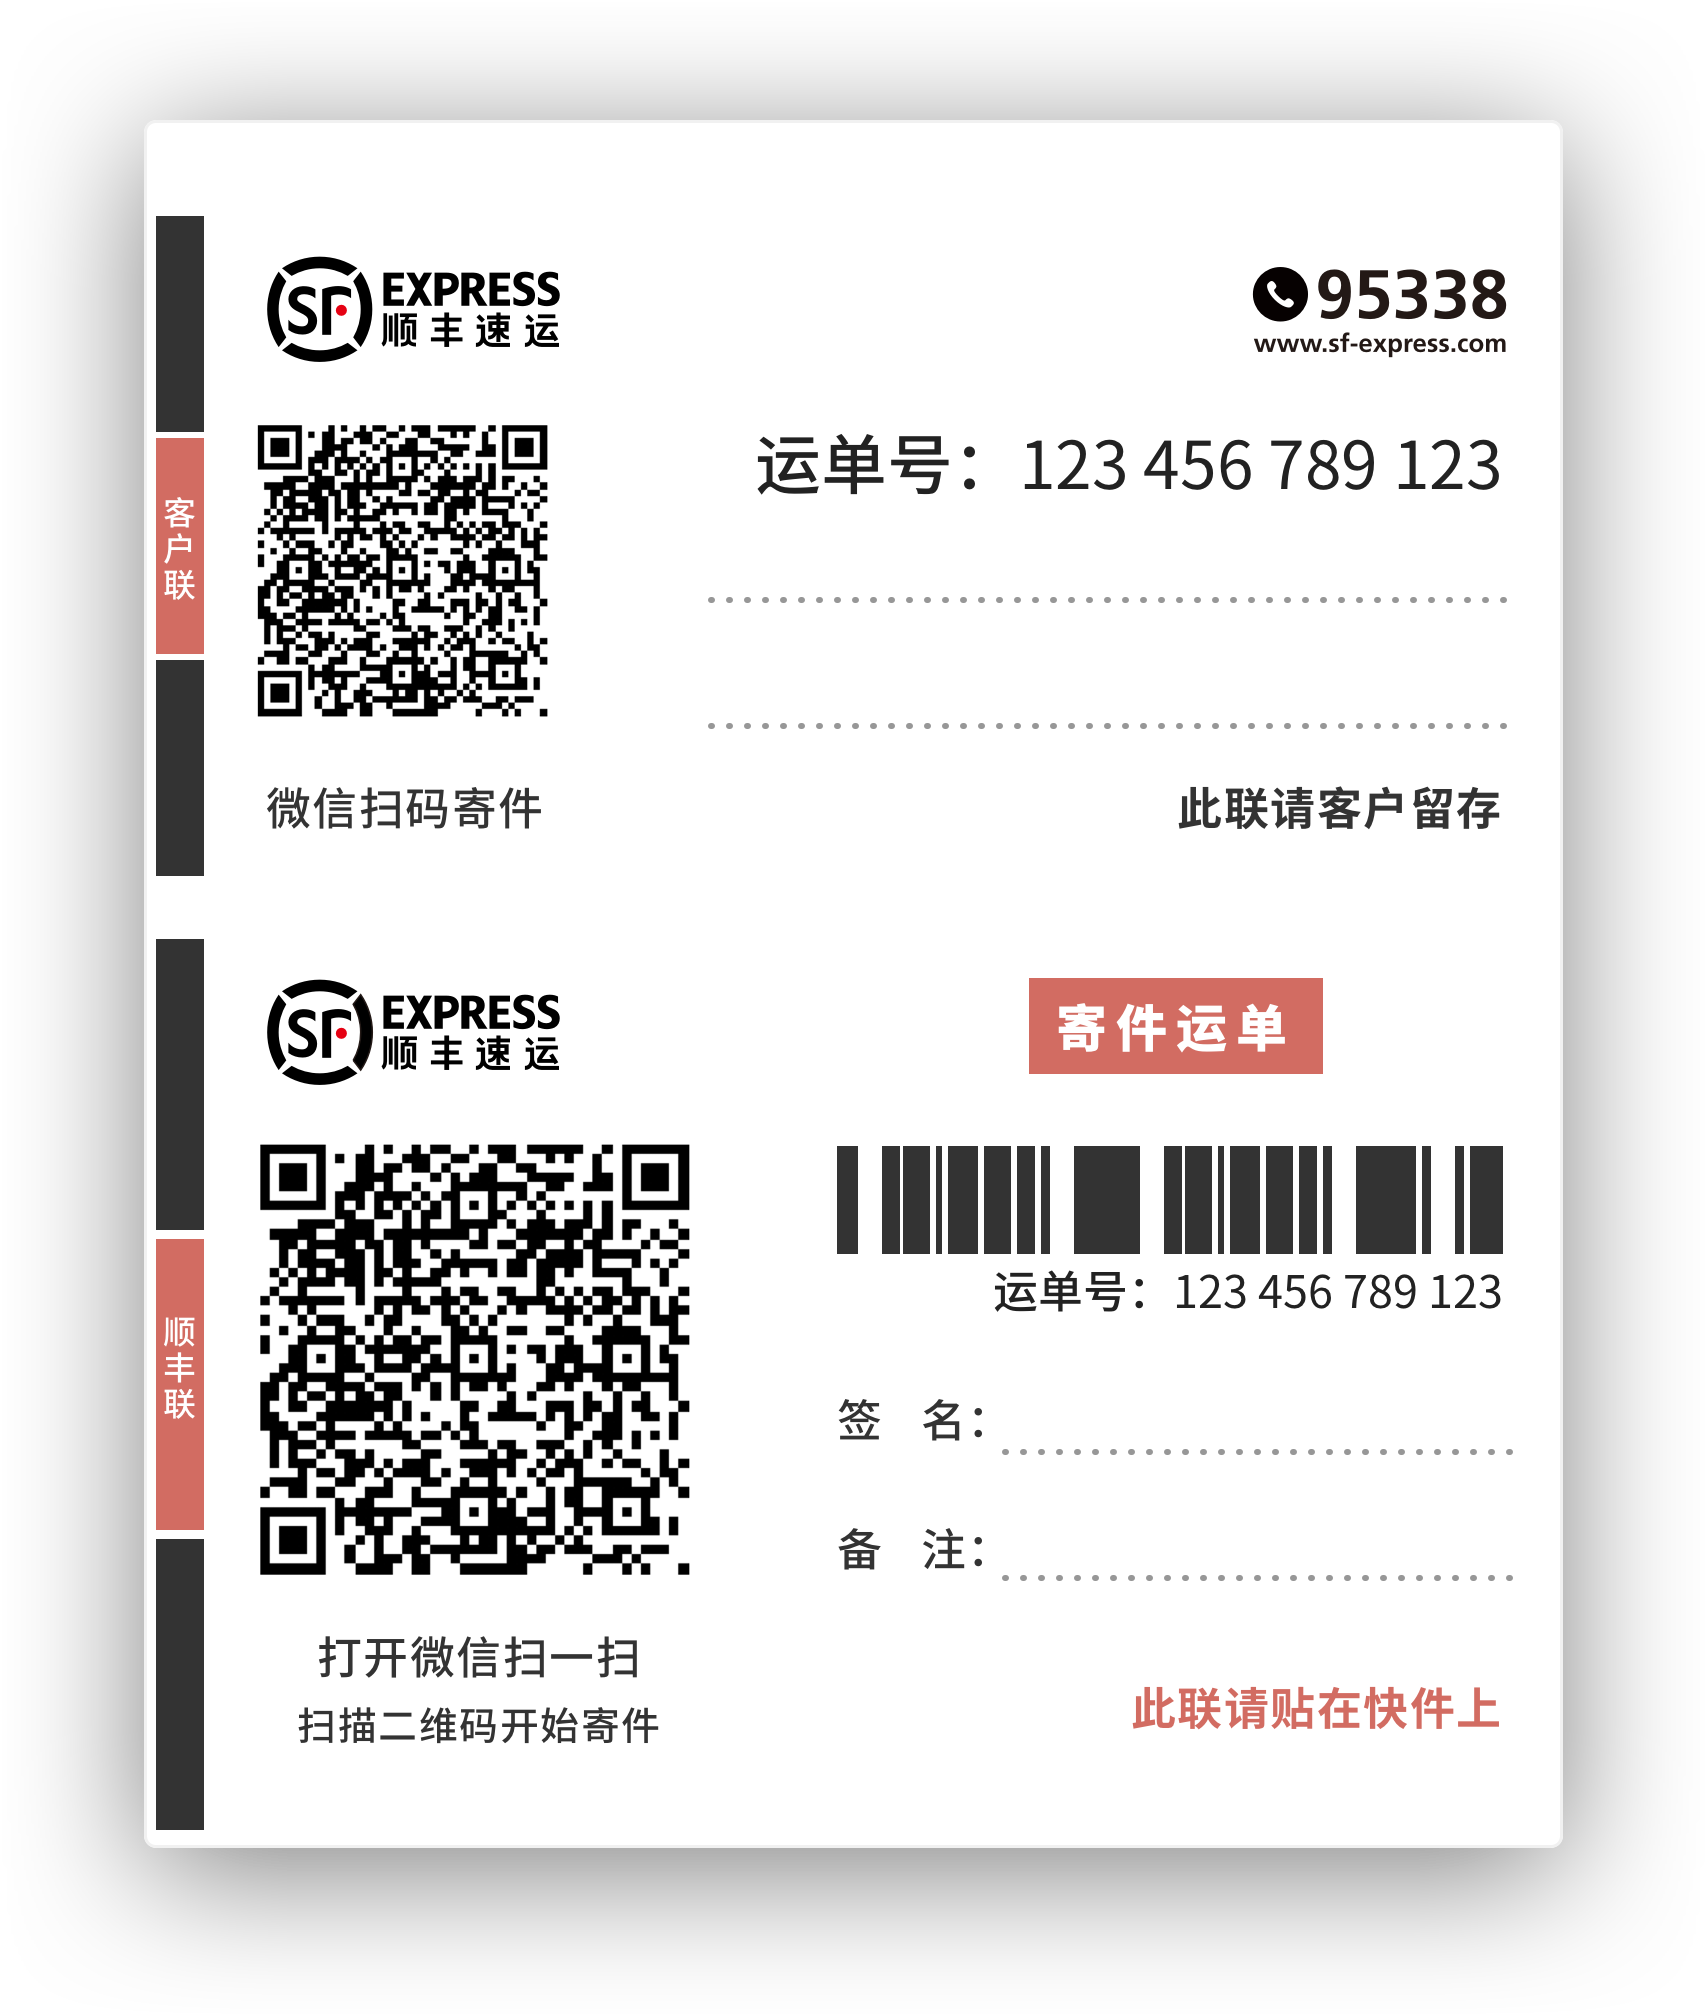 SF EXPRESS
顺丰速运
95338
www.sf-express.com
运单号：123 456 789 123
客户联
微信扫码寄件
此联请客户留存
SF EXPRESS
顺丰速运
寄件运单
运单号：123 456 789 123
顺丰联
签 名：
备 注：
打开微信扫一扫
扫描二维码开始寄件
此联请贴在快件上